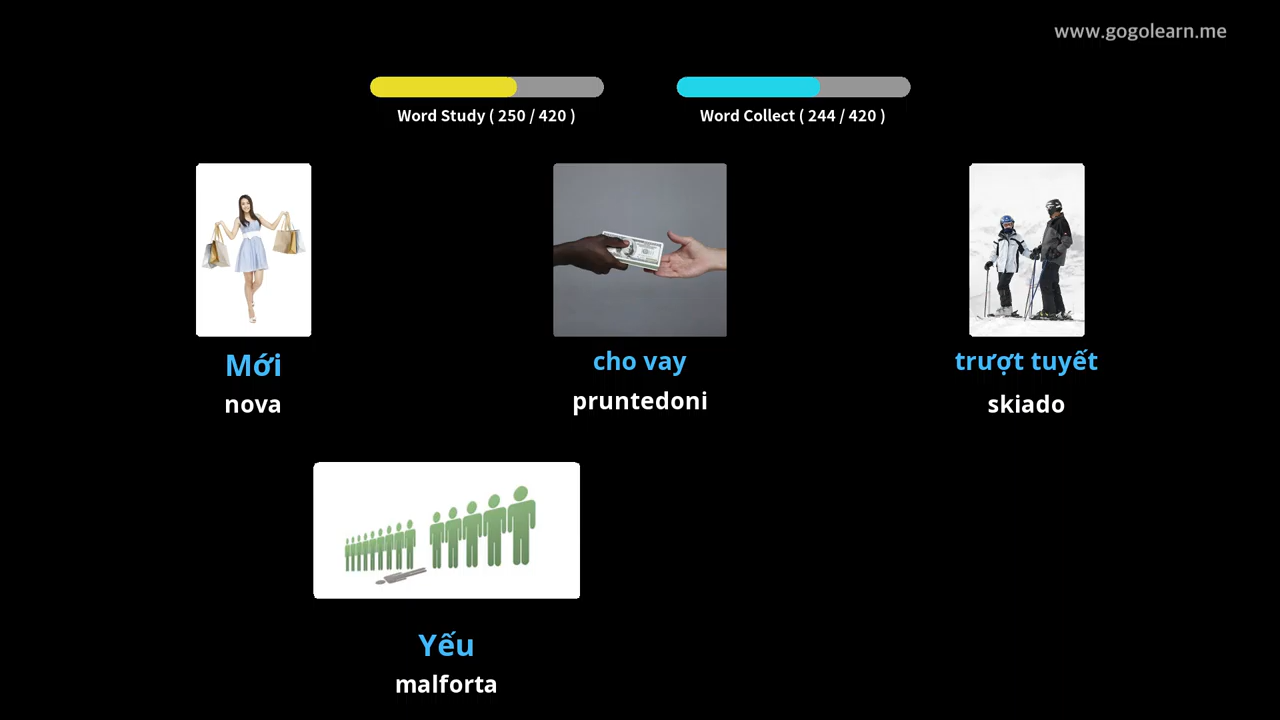 www.gogolearn.me
Word Study ( 250 / 420 )
Word Collect ( 244 / 420 )
Mới
nova
cho vay
pruntedoni
trượt tuyết
skiado
Yếu
malforta